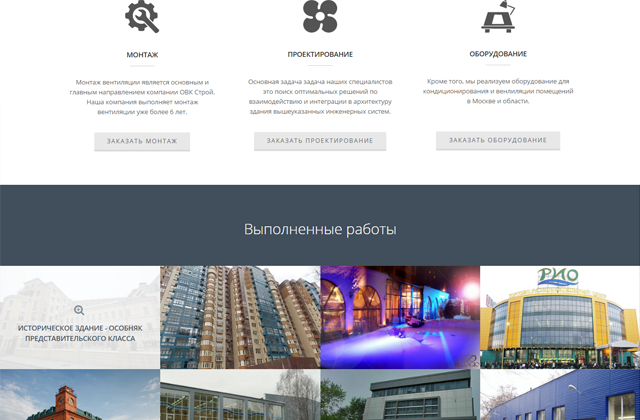 МОНТАЖ
Монтаж вентиляции является основным и
главным направлением компании ОВК Строй.
Наша компания выполняет монтаж
вентиляции уже более 6 лет.
ЗАКАЗАТЬ МОНТАЖ
ПРОЕКТИРОВАНИЕ
Основная задача задача наших специалистов
это поиск оптимальных решений по
взаимодействию и интеграции в архитектуру
здания вышеуказанных инженерных систем.
ЗАКАЗАТЬ ПРОЕКТИРОВАНИЕ
ОБОРУДОВАНИЕ
Кроме того, мы реализуем оборудование для
кондиционирования и венлиляции помещений
в Москве и области.
ЗАКАЗАТЬ ОБОРУДОВАНИЕ
Выполненные работы
ИСТОРИЧЕСКОЕ ЗДАНИЕ - ОСОБНЯК
ПРЕДСТАВИТЕЛЬСКОГО КЛАССА
РИО